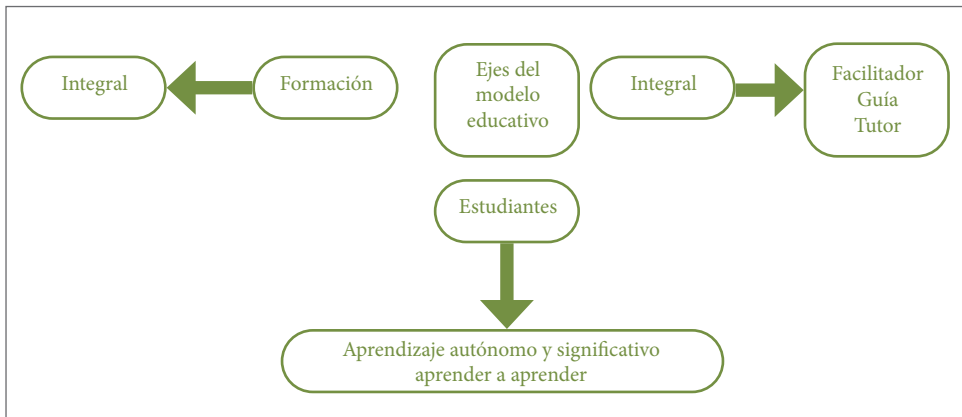 Integral
Formación
Ejes del
modelo
educativo
Integral
Facilitador
Guía
Tutor
Estudiantes
Aprendizaje autónomo y significativo
aprender a aprender